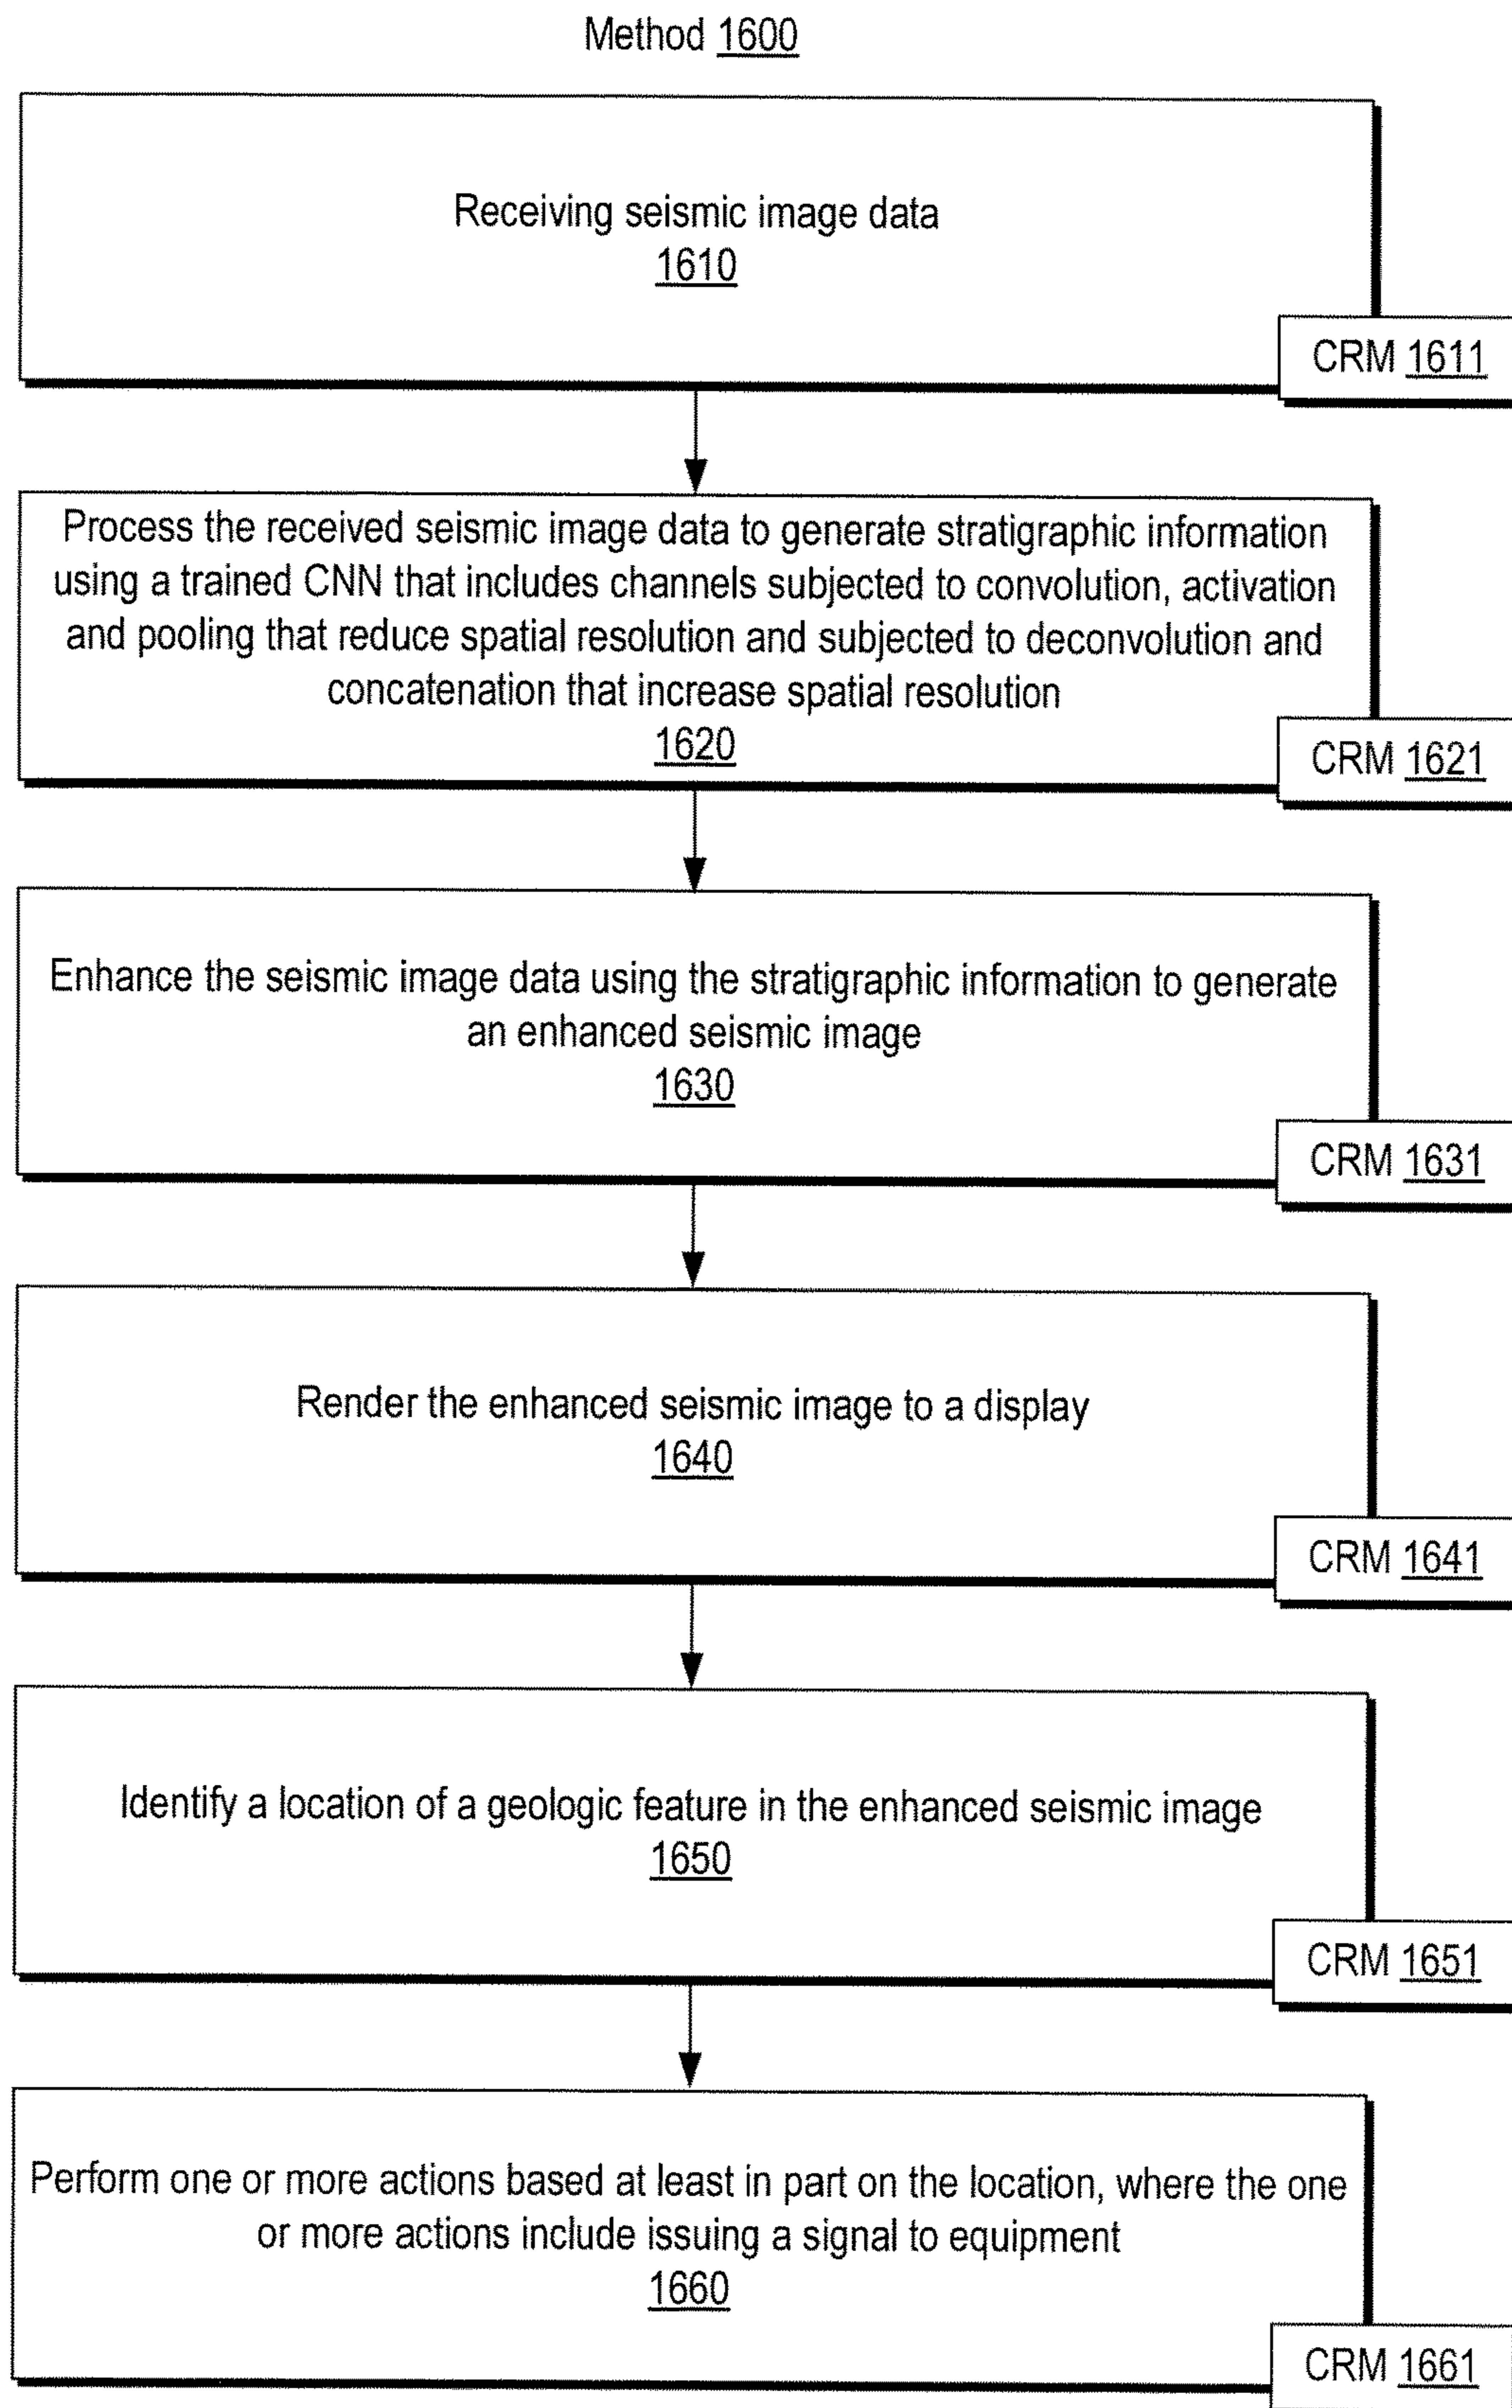 Method 1600
Receiving seismic image data
1610
CRM 1611
Process the received seismic image data to generate stratigraphic information
using a trained CNN that includes channels subjected to convolution, activation
and pooling that reduce spatial resolution and subjected to deconvolution and
concatenation that increase spatial resolution
1620
CRM 1621
Enhance the seismic image data using the stratigraphic information to generate
an enhanced seismic image
1630
CRM 1631
Render the enhanced seismic image to a display
1640
CRM 1641
Identify a location of a geologic feature in the enhanced seismic image
1650
CRM 1651
Perform one or more actions based at least in part on the location, where the one
or more actions include issuing a signal to equipment
1660
CRM 1661